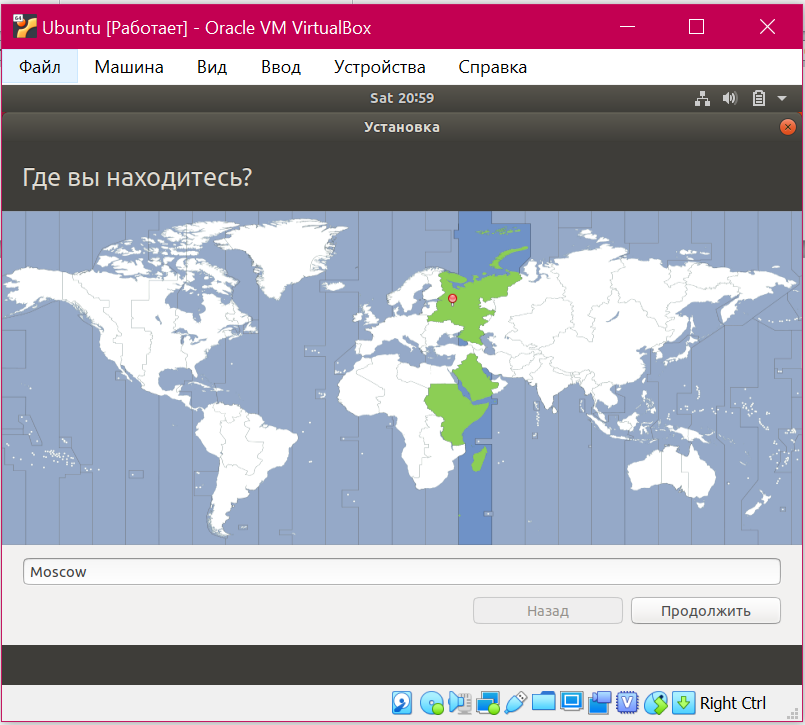 Ubuntu [Работает] - Oracle VM VirtualBox
Файл Машина Вид Ввод Устройства Справка
Sat 20:59
Установка
Где вы находитесь?
Moscow
Назад Продолжить
Right Ctrl